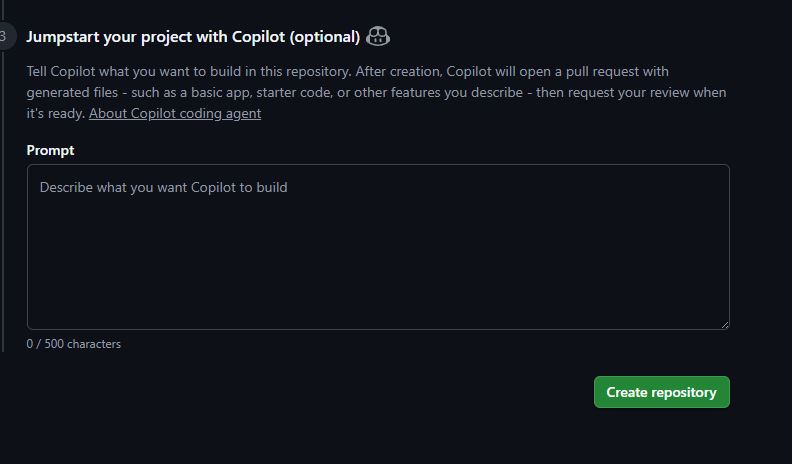 3
Jumpstart your project with Copilot (optional)
Tell Copilot what you want to build in this repository. After creation, Copilot will open a pull request with
generated files - such as a basic app, starter code, or other features you describe - then request your review when
it's ready. About Copilot coding agent
Prompt
Describe what you want Copilot to build
0 / 500 characters
Create repository